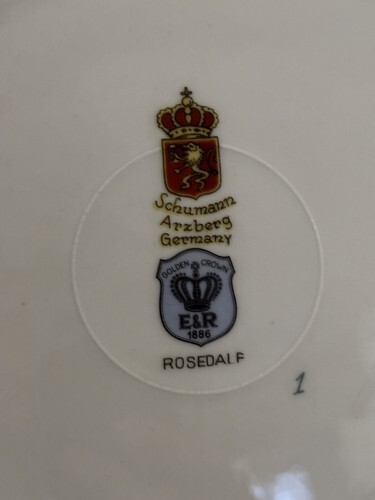 Schumann
Arzberg
Germany
GOLDEN CROWN
E&R
1886
ROSEDALE
1